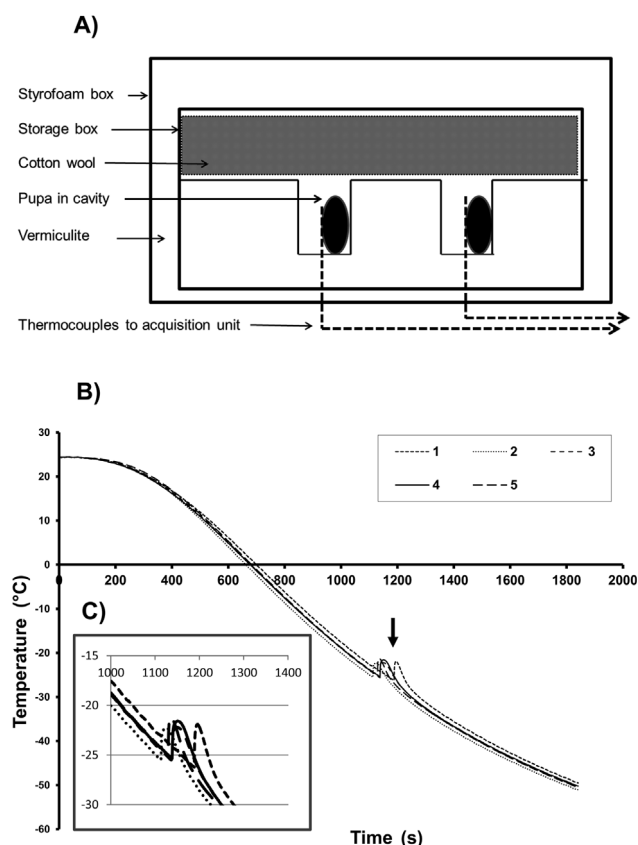 A)
Styrofoam box
Storage box
Cotton wool
Pupa in cavity
Vermiculite
Thermocouples to acquisition unit
B)
30
20
10
0
-10
-20
-30
-40
-50
-60
0 200 400 600 800 1000 1200 1400 1600 1800 2000
Temperature (°C)
Time (s)
1 2 3
4 5
C)
-15
-20
-25
-30
1000 1100 1200 1300 1400